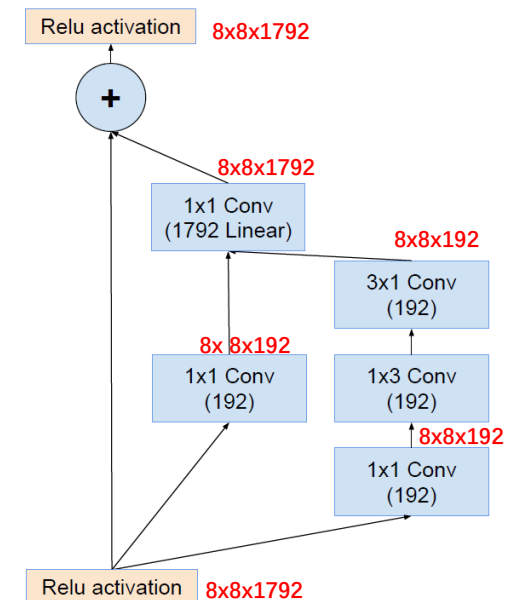 Relu activation
8x8x1792
+
8x8x1792
1x1 Conv
(1792 Linear)
8x8x192
3x1 Conv
(192)
8x 8x192
1x1 Conv
(192)
1x3 Conv
(192)
8x8x192
1x1 Conv
(192)
Relu activation
8x8x1792